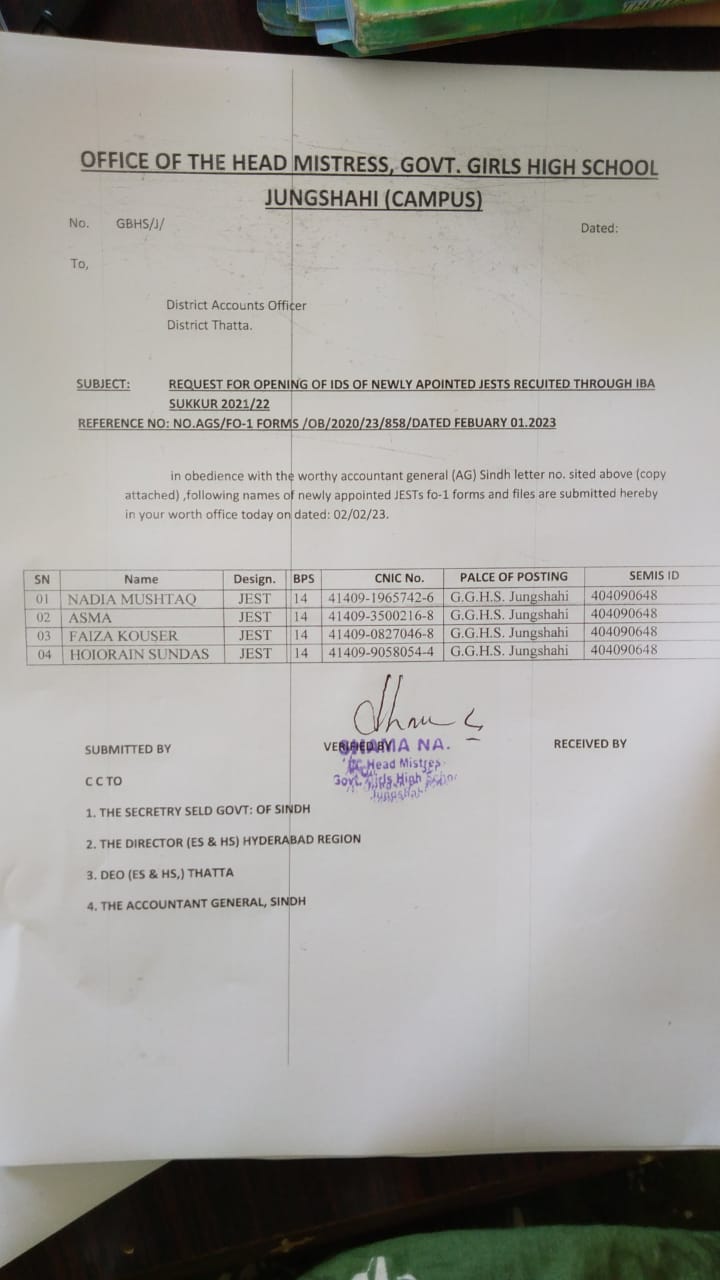 OFFICE OF THE HEAD MISTRESS, GOVT. GIRLS HIGH SCHOOL
JUNGSHAHI (CAMPUS)
No. GBHS/J/ Dated:
To,
District Accounts Officer
District Thatta.
SUBJECT: REQUEST FOR OPENING OF IDS OF NEWLY APOINTED JESTS RECUITED THROUGH IBA
SUKKUR 2021/22
REFERENCE NO: NO.AGS/FO-1 FORMS /OB/2020/23/858/DATED FEBUARY 01.2023
in obedience with the worthy accountant general (AG) Sindh letter no. sited above (copy
attached) ,following names of newly appointed JESTs fo-1 forms and files are submitted hereby
in your worth office today on dated: 02/02/23.
SN Name Design. BPS CNIC No. PALCE OF POSTING SEMIS ID
01 NADIA MUSHTAQ JEST 14 41409-1965742-6 G.G.H.S. Jungshahi 404090648
02 ASMA JEST 14 41409-3500216-8 G.G.H.S. Jungshahi 404090648
03 FAIZA KOUSER JEST 14 41409-0827046-8 G.G.H.S. Jungshahi 404090648
04 HOIORAIN SUNDAS JEST 14 41409-9058054-4 G.G.H.S. Jungshahi 404090648
SUBMITTED BY VERIFIED BY RECEIVED BY
SHAMA NA.
Head Mistres
Govt. Girls High
Jungshahi
C C TO
1. THE SECRETRY SELD GOVT: OF SINDH
2. THE DIRECTOR (ES & HS) HYDERABAD REGION
3. DEO (ES & HS,) THATTA
4. THE ACCOUNTANT GENERAL, SINDH